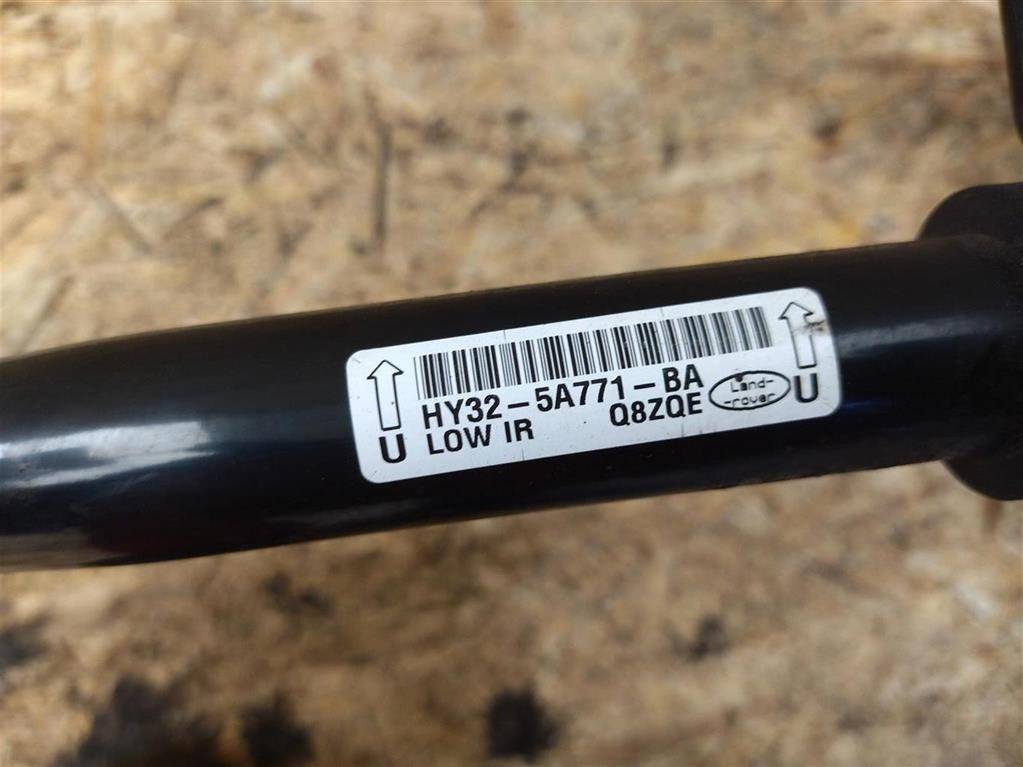 HY32-5A771-BA
LOW IR Q8ZQE
Land-
-rover
U U